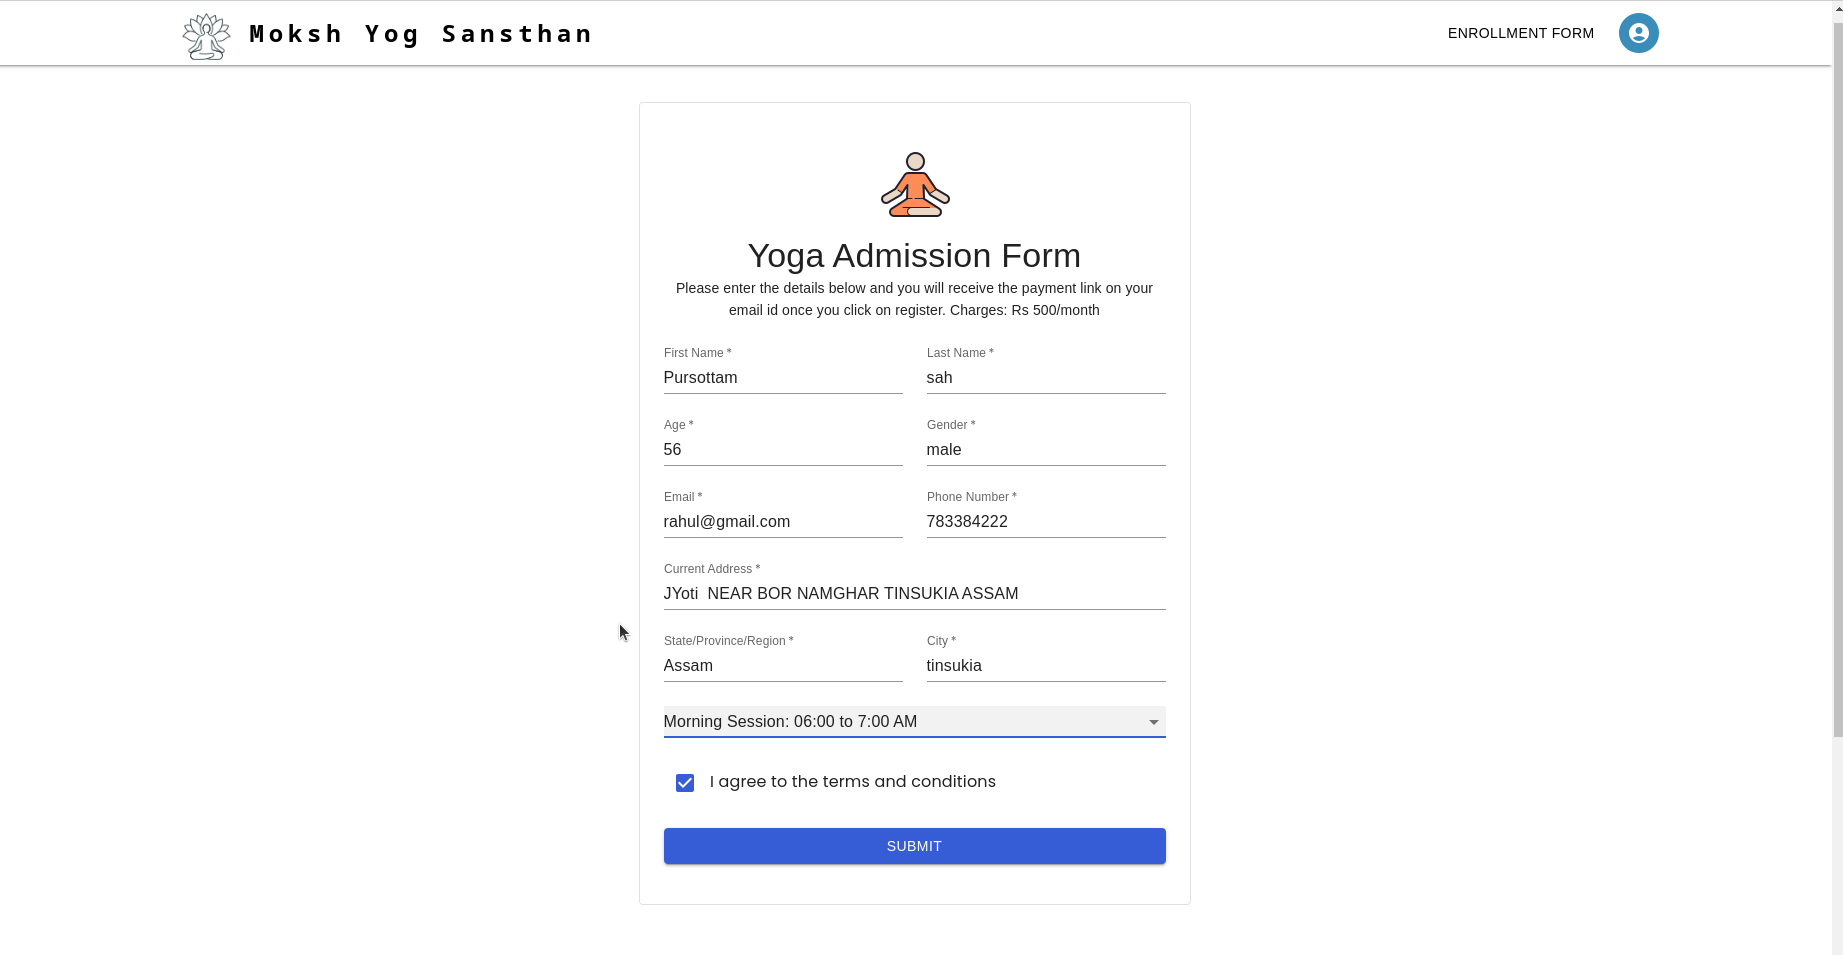 Moksh Yog Sansthan
ENROLLMENT FORM
Yoga Admission Form
Please enter the details below and you will receive the payment link on your
email id once you click on register. Charges: Rs 500/month
First Name *
Last Name *
Pursottam
sah
Age *
Gender *
56
male
Email *
Phone Number *
rahul@gmail.com
783384222
Current Address *
JYoti  NEAR BOR NAMGHAR TINSUKIA ASSAM
State/Province/Region *
City *
Assam
tinsukia
Morning Session: 06:00 to 7:00 AM
I agree to the terms and conditions
SUBMIT